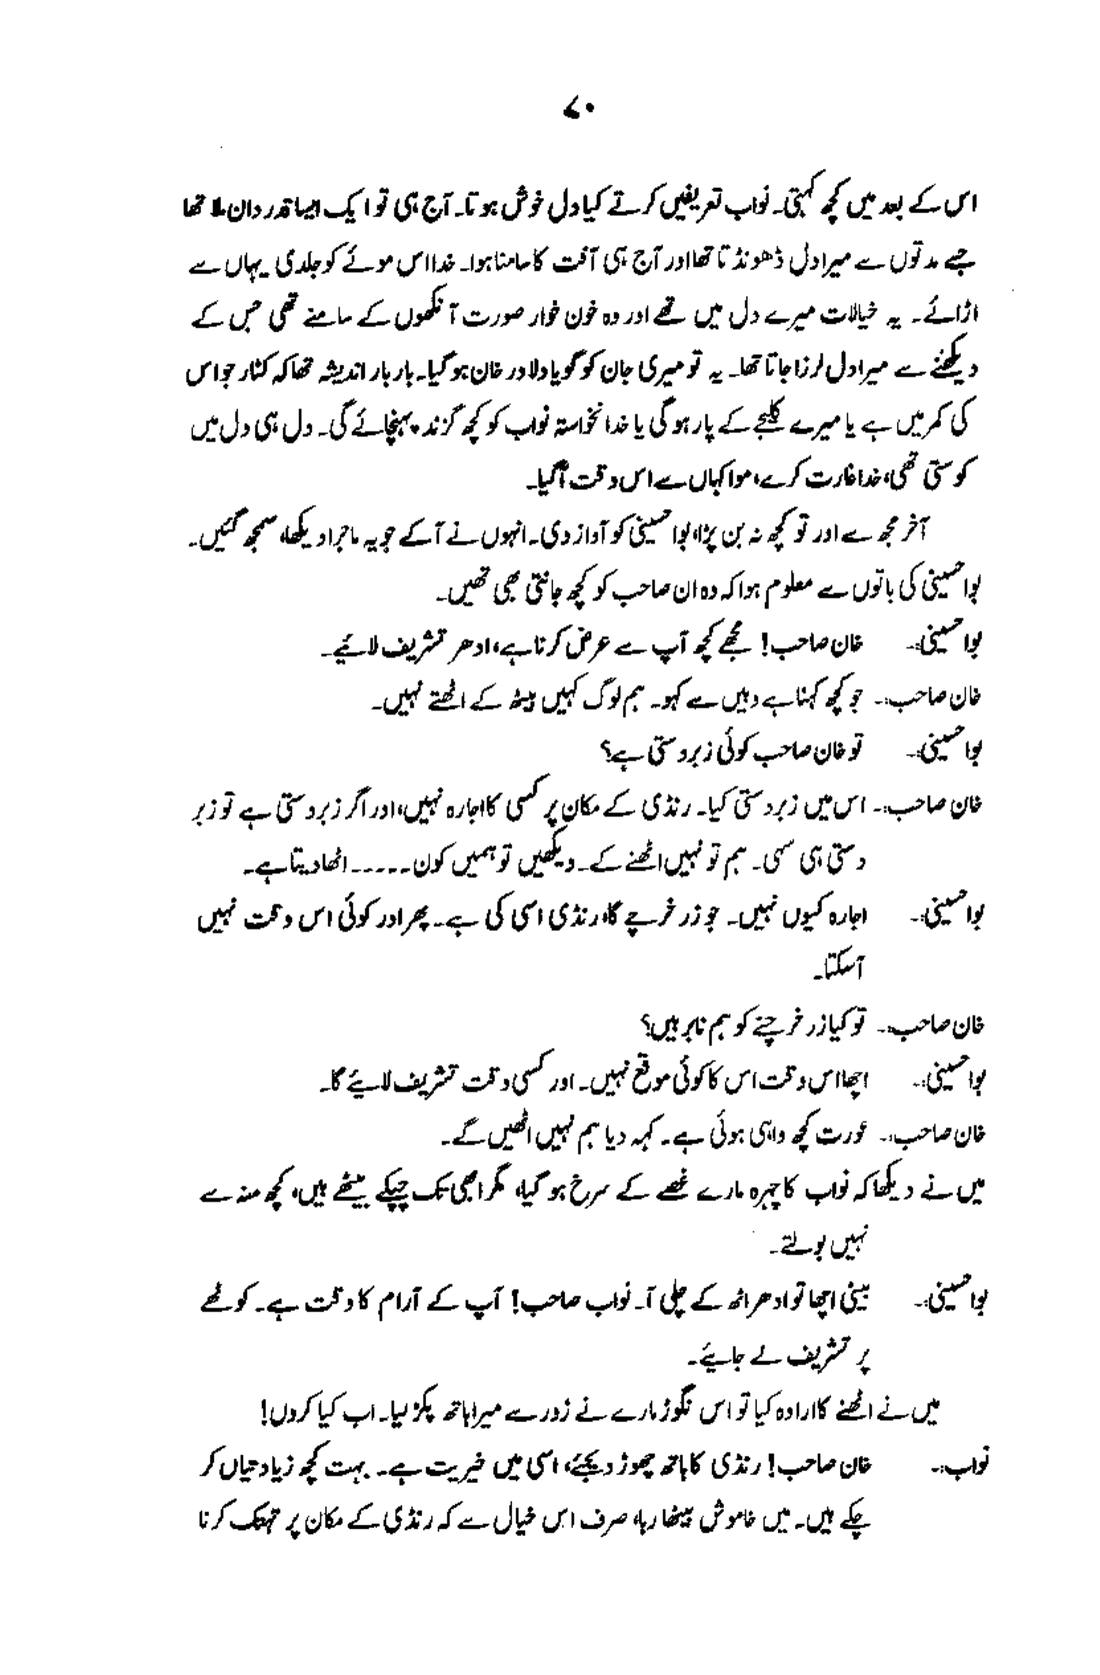 ۷۰
اس کے بعد میں کچھ کہتی۔ نواب تعریفیں کرتے کیا دل خوش ہوتا۔ آج ہی تو ایک ایسا قدر دان ملا تھا
جسے مدتوں سے میرا دل ڈھونڈتا تھا اور آج ہی آفت کا سامنا ہوا۔ خدا اس موئے کو جلدی یہاں سے
اڑائے۔ یہ خیالات میرے دل میں تھے اور وہ خون خوار صورت آنکھوں کے سامنے تھی جس کے
دیکھنے سے میرا دل لرزا جاتا تھا۔ یہ تو میری جان کو گویا دلاور خان ہو گیا۔ بار بار اندیشہ تھا کہ کٹار جو اس
کی کمر میں ہے یا میرے کلیجے کے پار ہو گی یا خدانخواستہ نواب کو کچھ گزند پہنچائے گی۔ دل ہی دل میں
کوستی تھی، خدا غارت کرے، موا کہاں سے اس وقت آ گیا۔
آخر مجھ سے اور تو کچھ نہ بن پڑا، بوا حسینی کو آواز دی۔ انہوں نے آ کے جو یہ ماجرا دیکھا، سمجھ گئیں۔
بوا حسینی کی باتوں سے معلوم ہوا کہ وہ ان صاحب کو کچھ جانتی بھی تھیں۔
بوا حسینی:۔ خان صاحب! مجھے کچھ آپ سے عرض کرنا ہے، ادھر تشریف لائیے۔
خان صاحب:۔ جو کچھ کہنا ہے وہیں سے کہو۔ ہم لوگ کہیں بیٹھ کے اٹھتے نہیں۔
بوا حسینی:۔ تو خان صاحب کوئی زبردستی ہے؟
خان صاحب:۔ اس میں زبردستی کیا۔ رنڈی کے مکان پر کسی کا اجارہ نہیں، اور اگر زبردستی ہے تو زبر
دستی ہی سہی۔ ہم تو نہیں اٹھنے کے۔ دیکھیں تو ہمیں کون۔۔۔۔۔ اٹھا دیتا ہے۔
بوا حسینی:۔ اجارہ کیوں نہیں۔ جو زر خرچے گا، رنڈی اسی کی ہے۔ پھر اور کوئی اس وقت نہیں
آ سکتا۔
خان صاحب:۔ تو کیا زر خرچنے کو ہم نابر ہیں؟
بوا حسینی:۔ اچھا اس وقت اس کا کوئی موقع نہیں۔ اور کسی وقت تشریف لائیے گا۔
خان صاحب:۔ عورت کچھ واہی ہوئی ہے۔ کہہ دیا ہم نہیں اٹھیں گے۔
میں نے دیکھا کہ نواب کا چہرہ مارے غصے کے سرخ ہو گیا، مگر ابھی تک چپکے بیٹھے ہیں، کچھ منہ سے
نہیں بولتے۔
بوا حسینی:۔ بیٹی اچھا تو ادھر اٹھ کے چلی آ۔ نواب صاحب! آپ کے آرام کا وقت ہے۔ کوٹھے
پر تشریف لے جائیے۔
میں نے اٹھنے کا ارادہ کیا تو اس نگوڑ مارے نے زور سے میرا ہاتھ پکڑ لیا۔ اب کیا کروں!
نواب:۔ خان صاحب! رنڈی کا ہاتھ چھوڑ دیجئے، اسی میں خیریت ہے۔ بہت کچھ زیادتیاں کر
چکے ہیں۔ میں خاموش بیٹھا رہا، صرف اس خیال سے کہ رنڈی کے مکان پر تہتک کرنا